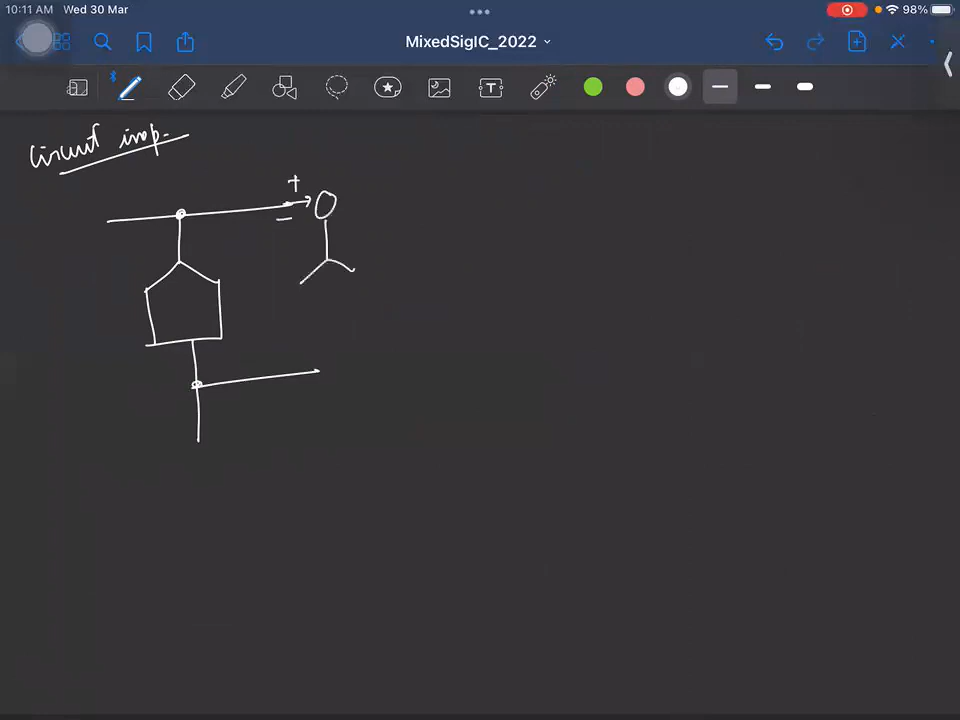 10:11 AM Wed 30 Mar
98%
MixedSigIC_2022
T
Circuit imp.
+
−